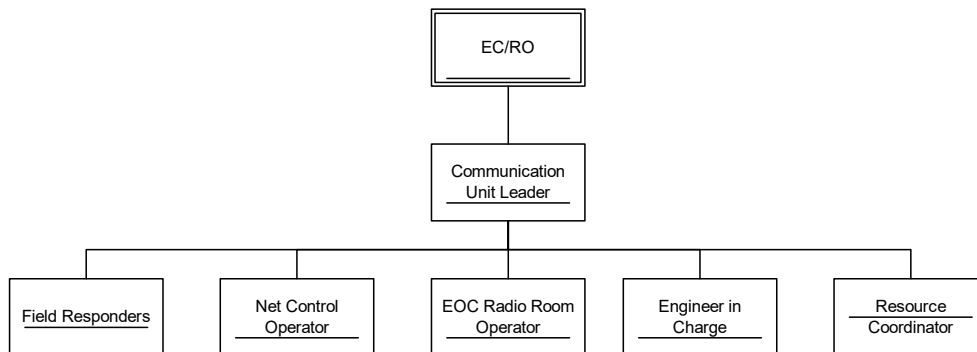 EC/RO
Communication
Unit Leader
Field Responders
Net Control
Operator
EOC Radio Room
Operator
Engineer in
Charge
Resource
Coordinator